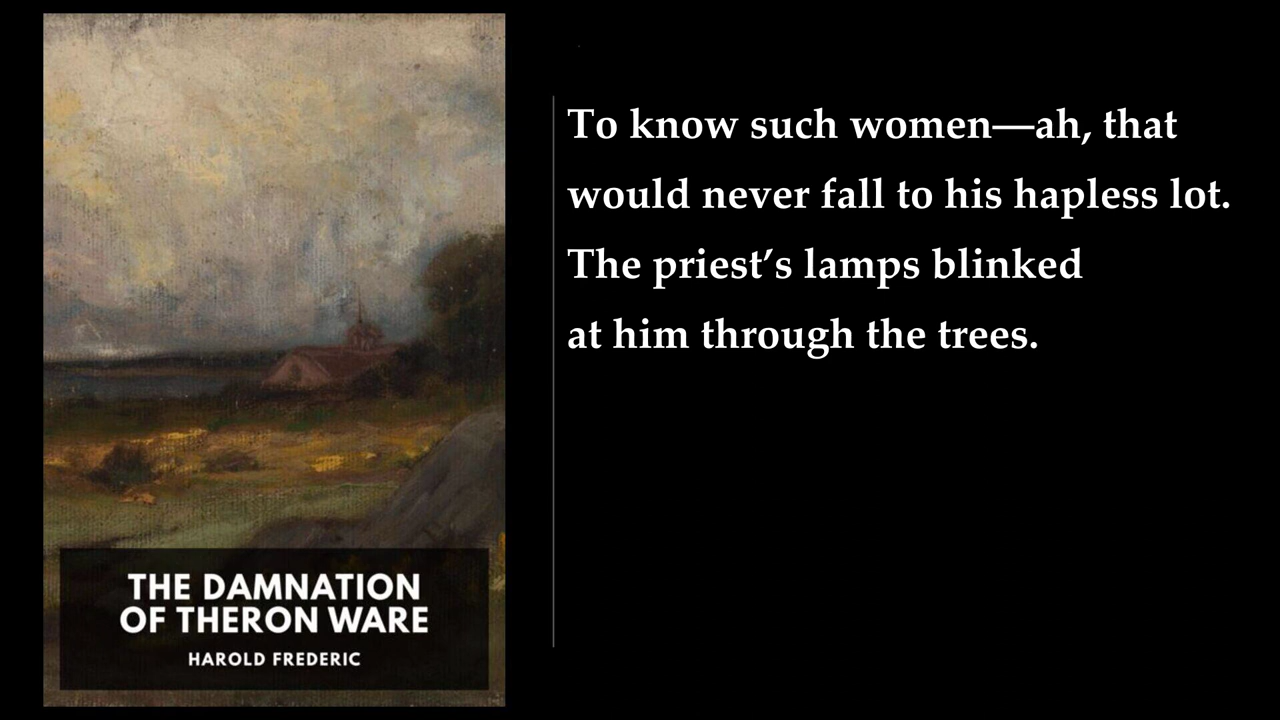 To know such women—ah, that
would never fall to his hapless lot.
The priest’s lamps blinked
at him through the trees.
THE DAMNATION
OF THERON WARE
HAROLD FREDERIC